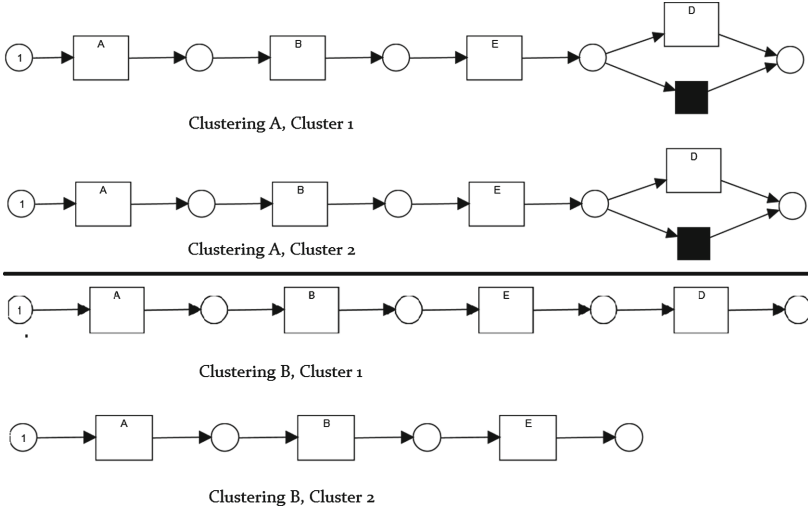 D
1 A B E
Clustering A, Cluster 1
D
1 A B E
Clustering A, Cluster 2
1 A B E D
Clustering B, Cluster 1
1 A B E
Clustering B, Cluster 2